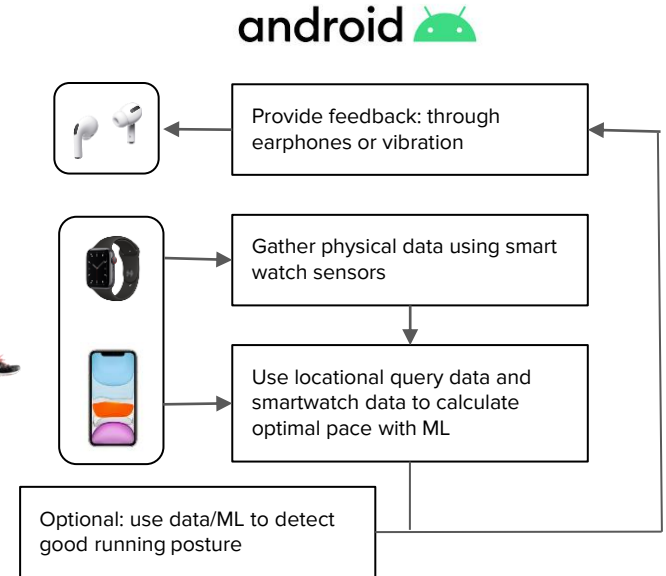 android
Provide feedback: through
earphones or vibration
Gather physical data using smart
watch sensors
Use locational query data and
smartwatch data to calculate
optimal pace with ML
Optional: use data/ML to detect
good running posture